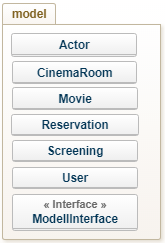 model
Actor
CinemaRoom
Movie
Reservation
Screening
User
« Interface »
ModellInterface